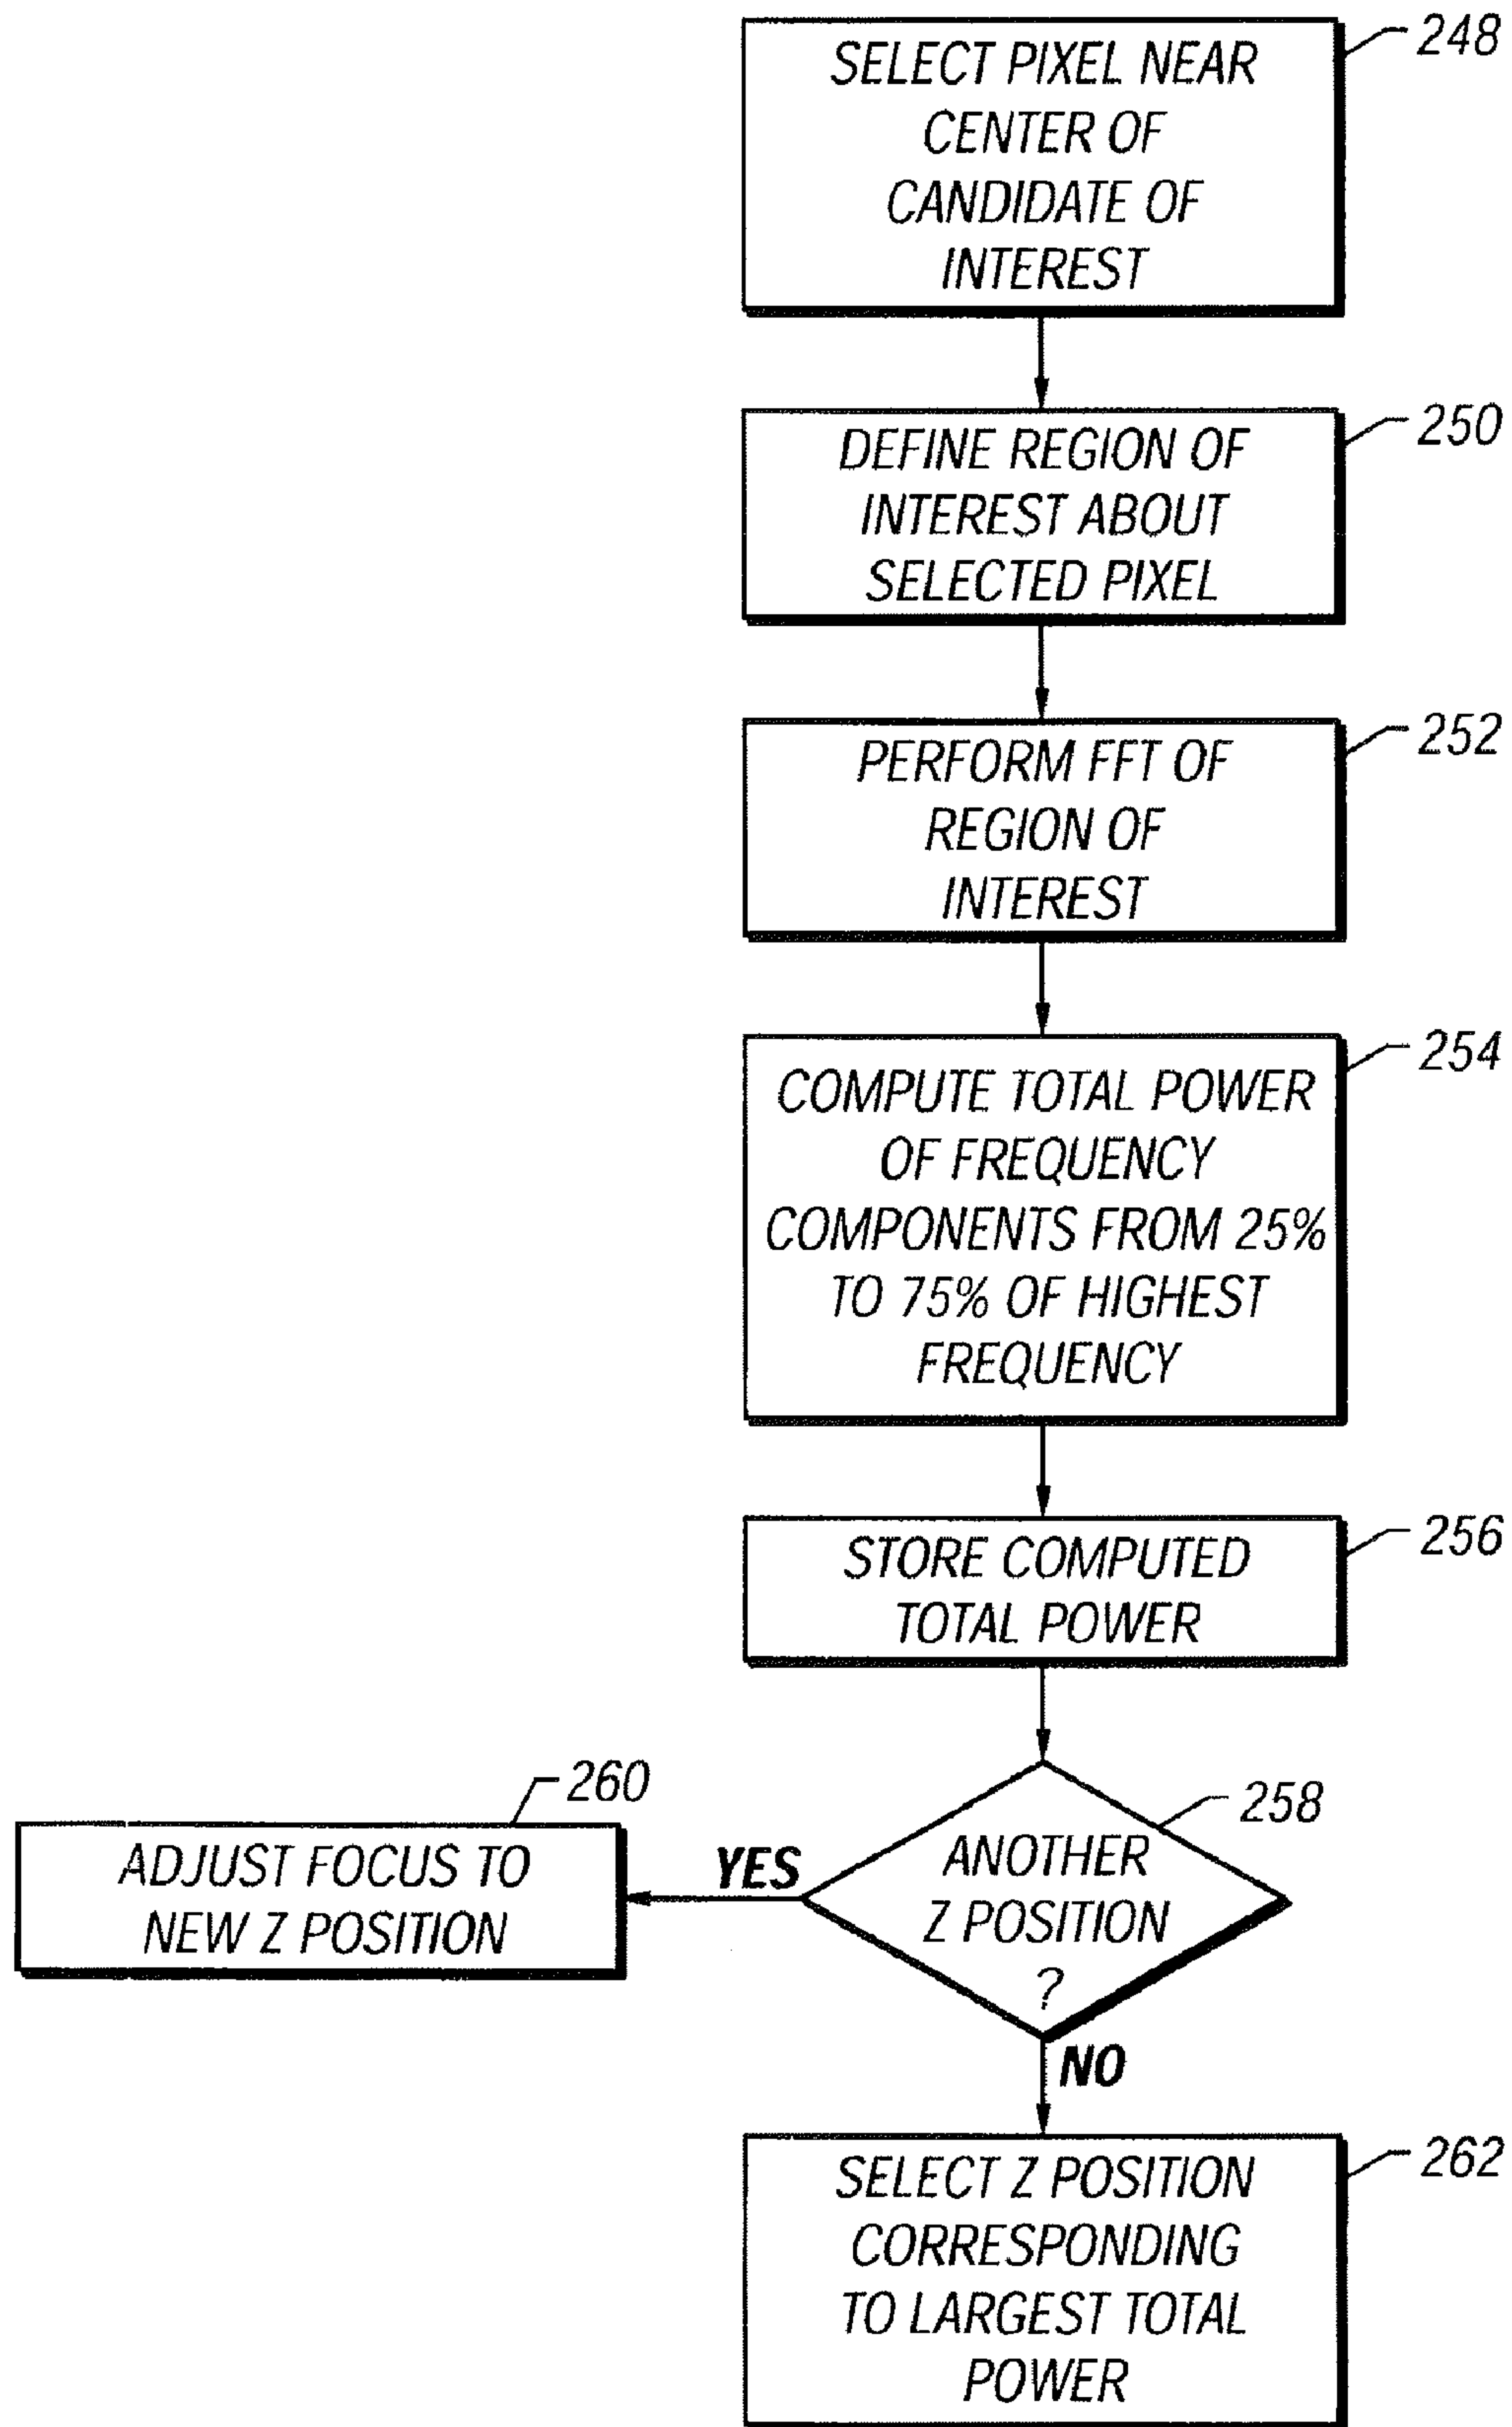 248
SELECT PIXEL NEAR
CENTER OF
CANDIDATE OF
INTEREST
250
DEFINE REGION OF
INTEREST ABOUT
SELECTED PIXEL
252
PERFORM FFT OF
REGION OF
INTEREST
254
COMPUTE TOTAL POWER
OF FREQUENCY
COMPONENTS FROM 25%
TO 75% OF HIGHEST
FREQUENCY
256
STORE COMPUTED
TOTAL POWER
258
ANOTHER
Z POSITION
?
YES
260
ADJUST FOCUS TO
NEW Z POSITION
NO
262
SELECT Z POSITION
CORRESPONDING
TO LARGEST TOTAL
POWER